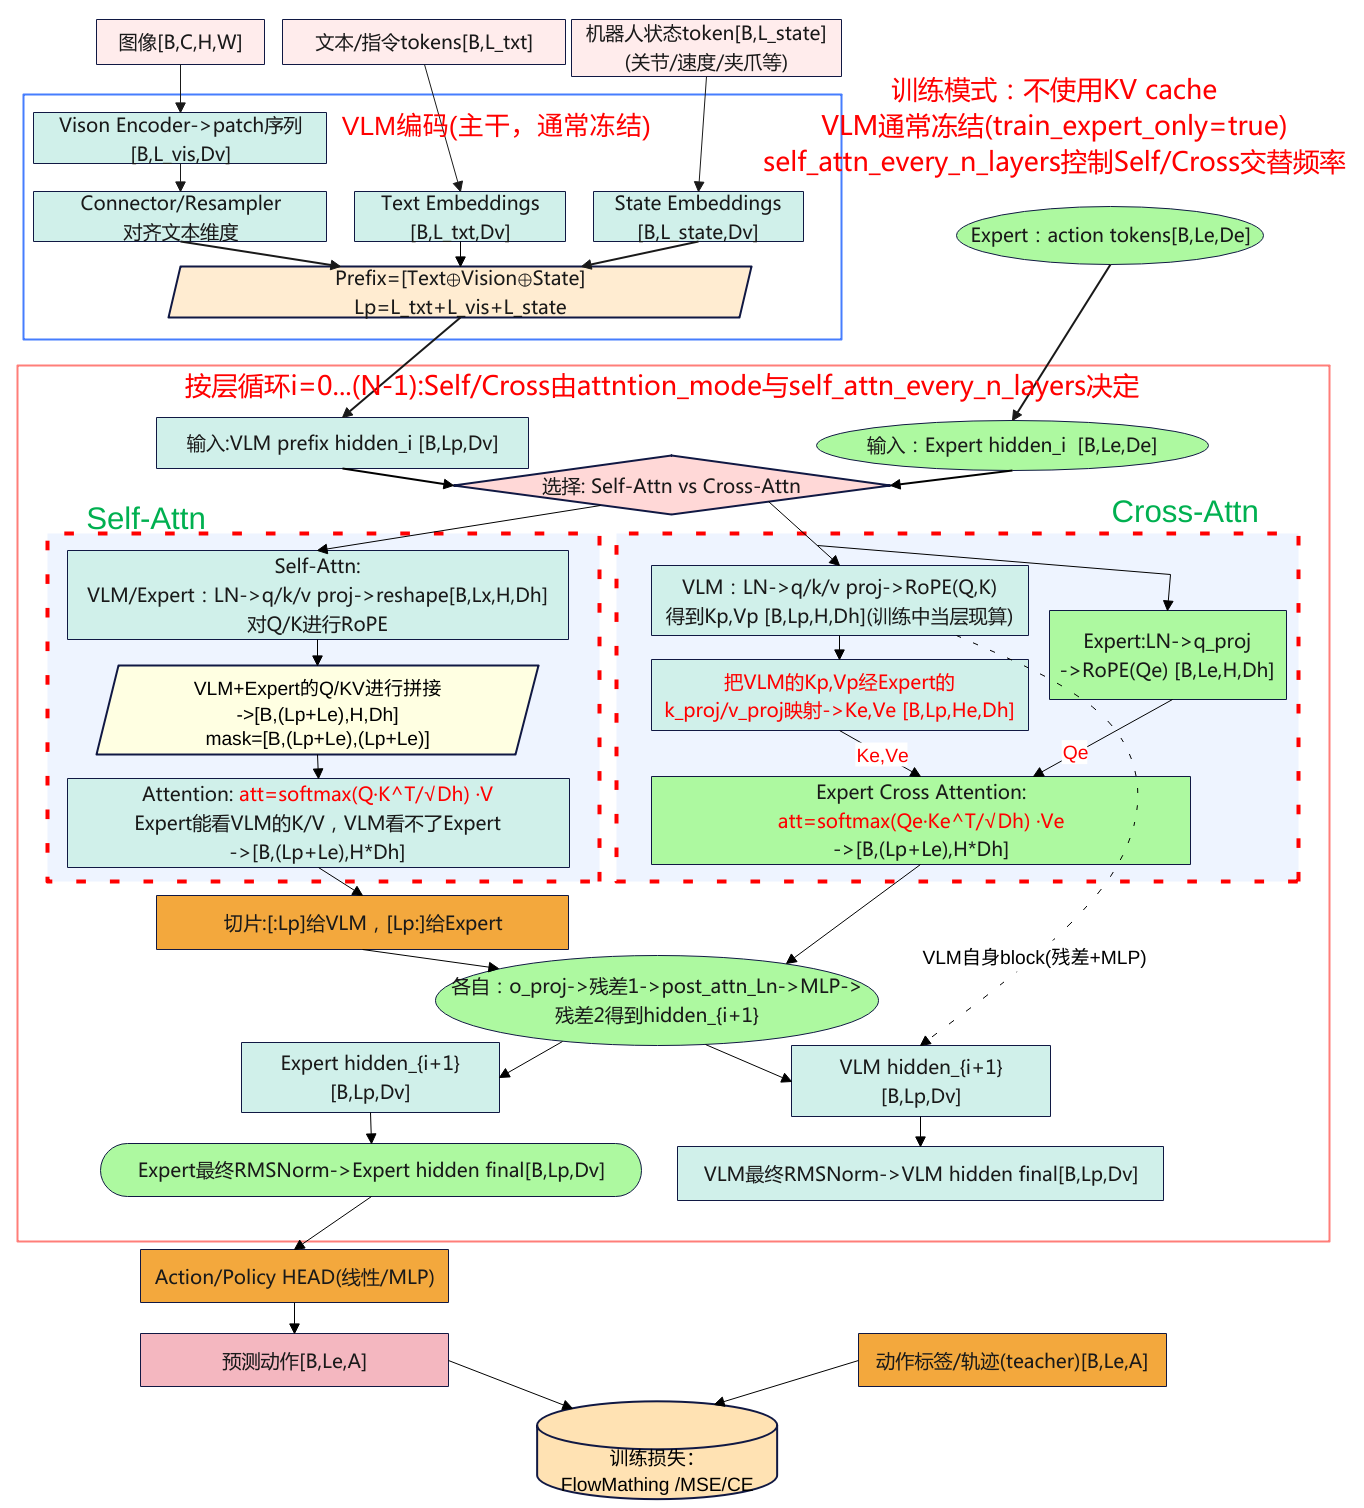 图像[B,C,H,W]
文本/指令tokens[B,L_txt]
机器人状态token[B,L_state]
(关节/速度/夹爪等)
训练模式：不使用KV cache
VLM通常冻结(train_expert_only=true)
self_attn_every_n_layers控制Self/Cross交替频率
VLM编码(主干，通常冻结)
Vison Encoder->patch序列
[B,L_vis,Dv]
Connector/Resampler
对齐文本维度
Text Embeddings
[B,L_txt,Dv]
State Embeddings
[B,L_state,Dv]
Expert：action tokens[B,Le,De]
Prefix=[Text⊕Vision⊕State]
Lp=L_txt+L_vis+L_state
按层循环i=0...(N-1):Self/Cross由attntion_mode与self_attn_every_n_layers决定
输入:VLM prefix hidden_i [B,Lp,Dv]
输入：Expert hidden_i  [B,Le,De]
选择: Self-Attn vs Cross-Attn
Self-Attn
Cross-Attn
Self-Attn:
VLM/Expert：LN->q/k/v proj->reshape[B,Lx,H,Dh]
对Q/K进行RoPE
VLM+Expert的Q/KV进行拼接
->[B,(Lp+Le),H,Dh]
mask=[B,(Lp+Le),(Lp+Le)]
Attention: att=softmax(Q·K^T/√Dh) ·V
Expert能看VLM的K/V，VLM看不了Expert
->[B,(Lp+Le),H*Dh]
VLM：LN->q/k/v proj->RoPE(Q,K)
得到Kp,Vp [B,Lp,H,Dh](训练中当层现算)
Expert:LN->q_proj
->RoPE(Qe) [B,Le,H,Dh]
把VLM的Kp,Vp经Expert的
k_proj/v_proj映射->Ke,Ve [B,Lp,He,Dh]
Ke,Ve
Qe
Expert Cross Attention:
att=softmax(Qe·Ke^T/√Dh) ·Ve
->[B,(Lp+Le),H*Dh]
切片:[:Lp]给VLM，[Lp:]给Expert
VLM自身block(残差+MLP)
各自：o_proj->残差1->post_attn_Ln->MLP->
残差2得到hidden_{i+1}
Expert hidden_{i+1}
[B,Lp,Dv]
VLM hidden_{i+1}
[B,Lp,Dv]
Expert最终RMSNorm->Expert hidden final[B,Lp,Dv]
VLM最终RMSNorm->VLM hidden final[B,Lp,Dv]
Action/Policy HEAD(线性/MLP)
预测动作[B,Le,A]
动作标签/轨迹(teacher)[B,Le,A]
训练损失：
FlowMathing /MSE/CE